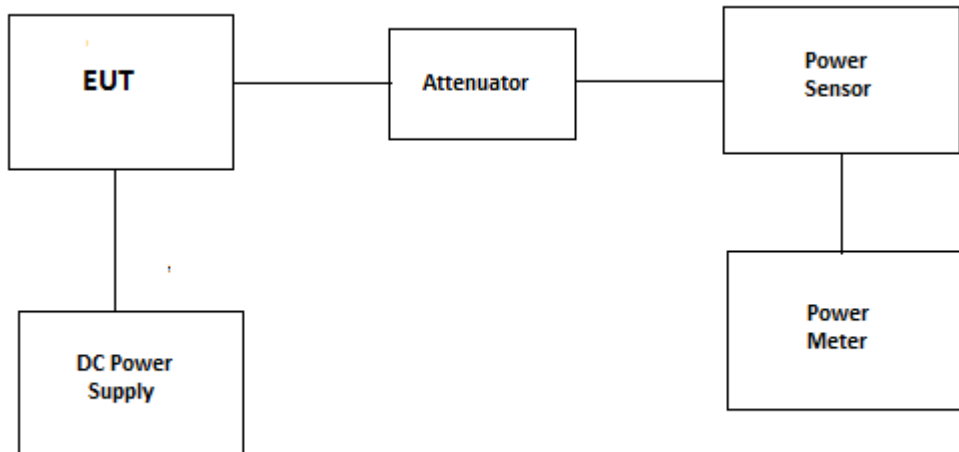 EUT
Attenuator
Power
Sensor
DC Power
Supply
Power
Meter